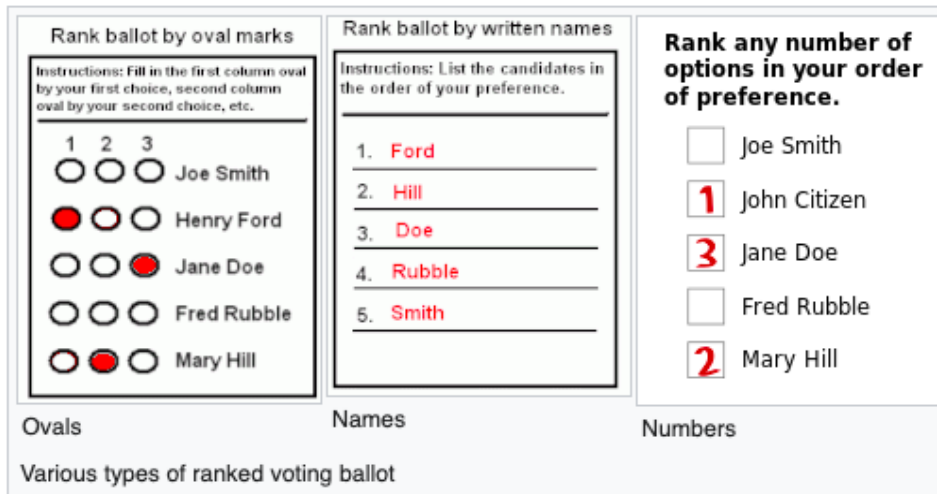 Rank ballot by oval marks
Instructions: Fill in the first column oval
by your first choice, second column
oval by your second choice, etc.
1 2 3
Joe Smith
Henry Ford
Jane Doe
Fred Rubble
Mary Hill
Ovals
Rank ballot by written names
Instructions: List the candidates in
the order of your preference.
1. Ford
2. Hill
3. Doe
4. Rubble
5. Smith
Names
Rank any number of
options in your order
of preference.
Joe Smith
1 John Citizen
3 Jane Doe
Fred Rubble
2 Mary Hill
Numbers
Various types of ranked voting ballot